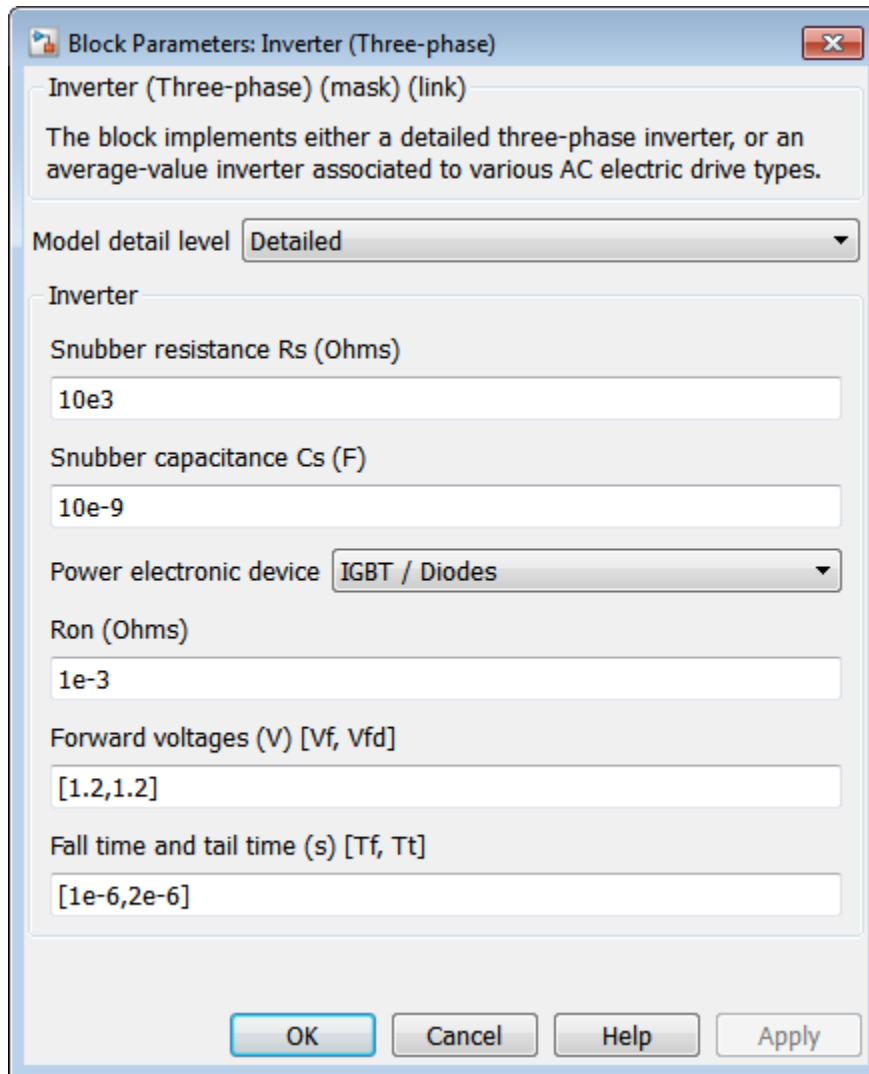 Block Parameters: Inverter (Three-phase)
Inverter (Three-phase) (mask) (link)
The block implements either a detailed three-phase inverter, or an
average-value inverter associated to various AC electric drive types.
Model detail level Detailed
Inverter
Snubber resistance Rs (Ohms)
10e3
Snubber capacitance Cs (F)
10e-9
Power electronic device IGBT / Diodes
Ron (Ohms)
1e-3
Forward voltages (V) [Vf, Vfd]
[1.2,1.2]
Fall time and tail time (s) [Tf, Tt]
[1e-6,2e-6]
OK Cancel Help Apply